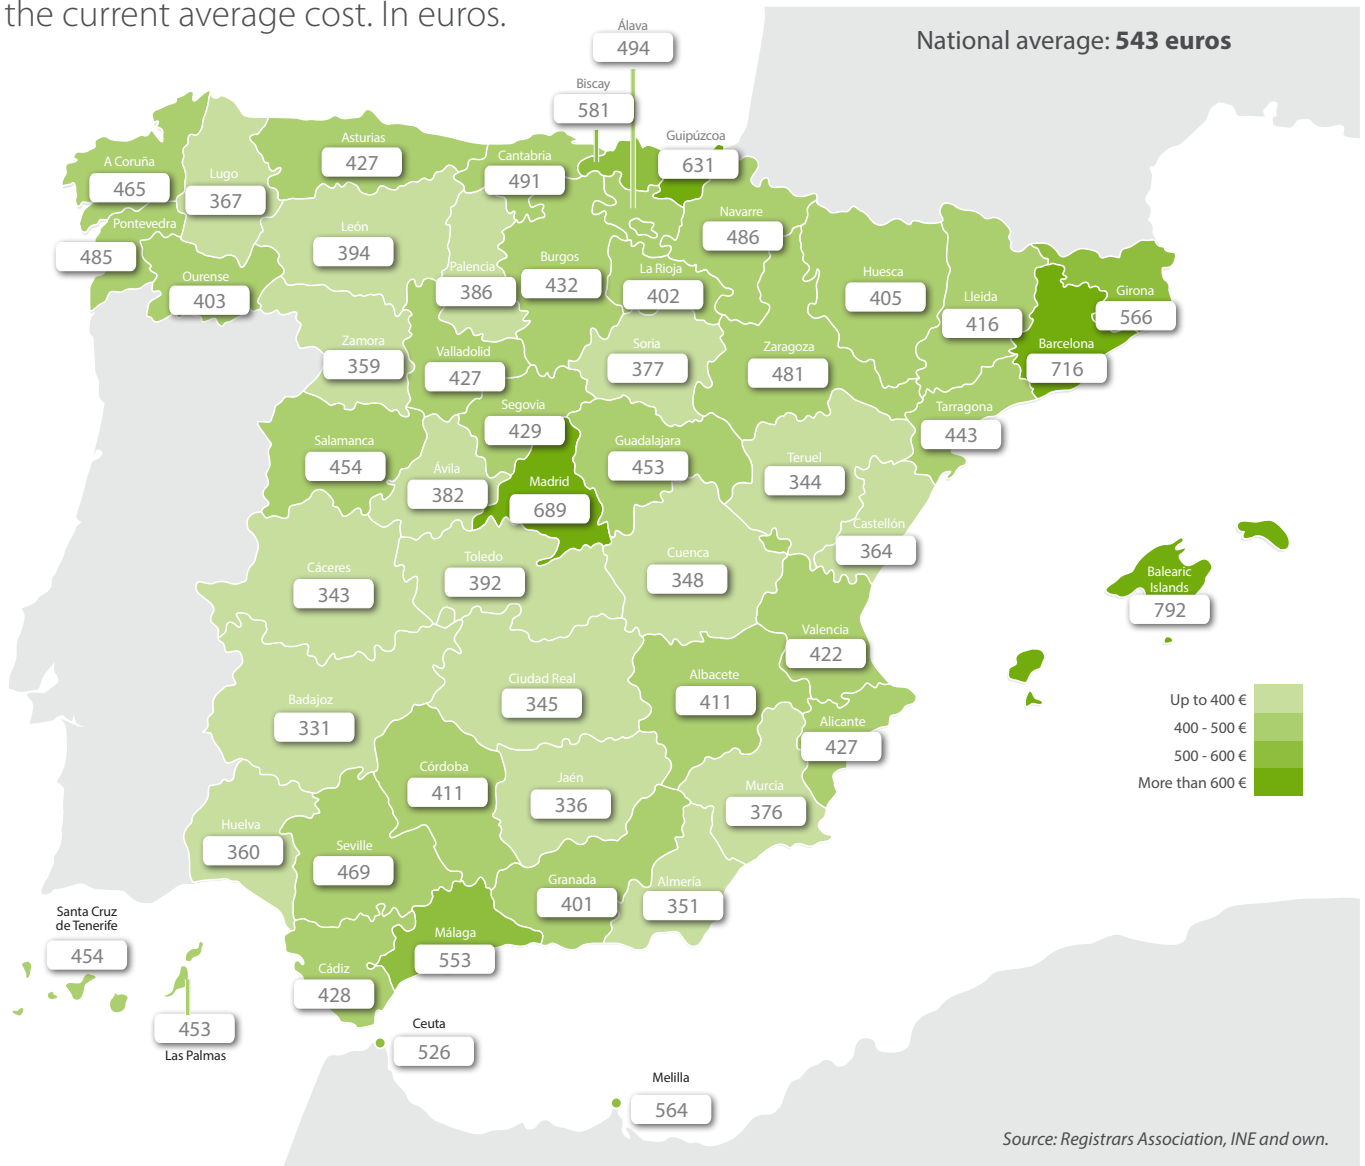 the current average cost. In euros.
National average: 543 euros
Álava
494
Biscay
581
Guipúzcoa
631
Asturias
427
Cantabria
491
A Coruña
465
Lugo
367
Pontevedra
485
Ourense
403
León
394
Palencia
386
Burgos
432
La Rioja
402
Navarre
486
Huesca
405
Lleida
416
Girona
566
Barcelona
716
Zamora
359
Valladolid
427
Soria
377
Zaragoza
481
Tarragona
443
Segovia
429
Salamanca
454
Ávila
382
Madrid
689
Guadalajara
453
Teruel
344
Castellón
364
Cáceres
343
Toledo
392
Cuenca
348
Balearic
Islands
792
Valencia
422
Badajoz
331
Ciudad Real
345
Albacete
411
Alicante
427
Up to 400 €
400 - 500 €
500 - 600 €
More than 600 €
Córdoba
411
Jaén
336
Murcia
376
Huelva
360
Seville
469
Granada
401
Almería
351
Málaga
553
Cádiz
428
Santa Cruz
de Tenerife
454
453
Las Palmas
Ceuta
526
Melilla
564
Source: Registrars Association, INE and own.